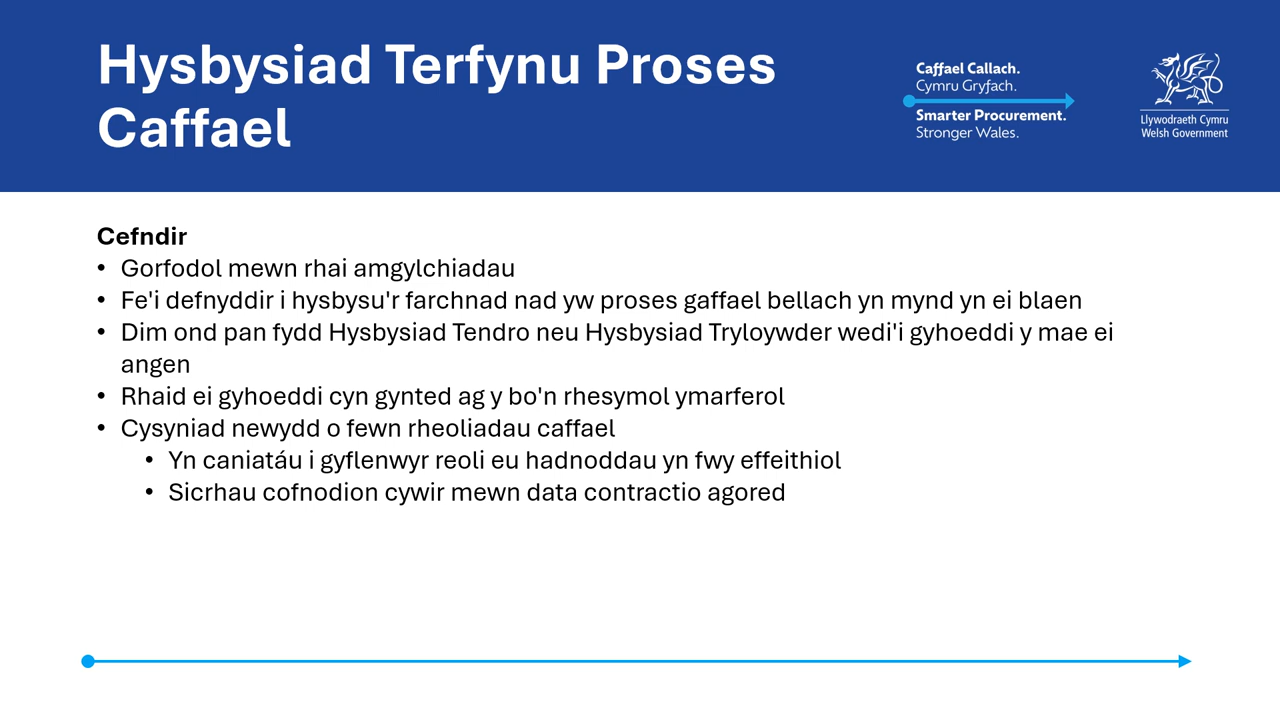 Hysbysiad Terfynu Proses
Caffael
Caffael Callach.
Cymru Gryfach.
Smarter Procurement.
Stronger Wales.
Llywodraeth Cymru
Welsh Government
Cefndir
• Gorfodol mewn rhai amgylchiadau
• Fe'i defnyddir i hysbysu'r farchnad nad yw proses gaffael bellach yn mynd yn ei blaen
• Dim ond pan fydd Hysbysiad Tendro neu Hysbysiad Tryloywder wedi'i gyhoeddi y mae ei
angen
• Rhaid ei gyhoeddi cyn gynted ag y bo'n rhesymol ymarferol
• Cysyniad newydd o fewn rheoliadau caffael
• Yn caniatáu i gyflenwyr reoli eu hadnoddau yn fwy effeithiol
• Sicrhau cofnodion cywir mewn data contractio agored